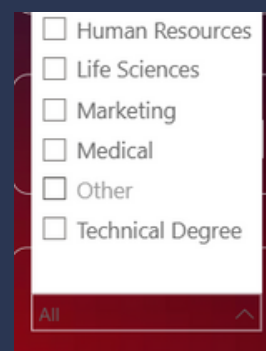 Human Resources
Life Sciences
Marketing
Medical
Other
Technical Degree
All